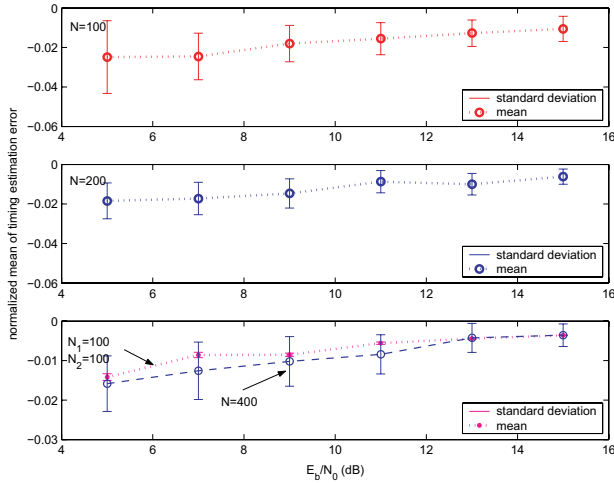 normalized mean of timing estimation error
0
−0.02
−0.04
−0.06
N=100
standard deviation
mean
4 6 8 10 12 14 16
0
−0.02
−0.04
−0.06
N=200
standard deviation
mean
4 6 8 10 12 14 16
0
−0.01
−0.02
−0.03
N1=100
N2=100
N=400
standard deviation
mean
4 6 8 10 12 14 16
Eb/N0 (dB)